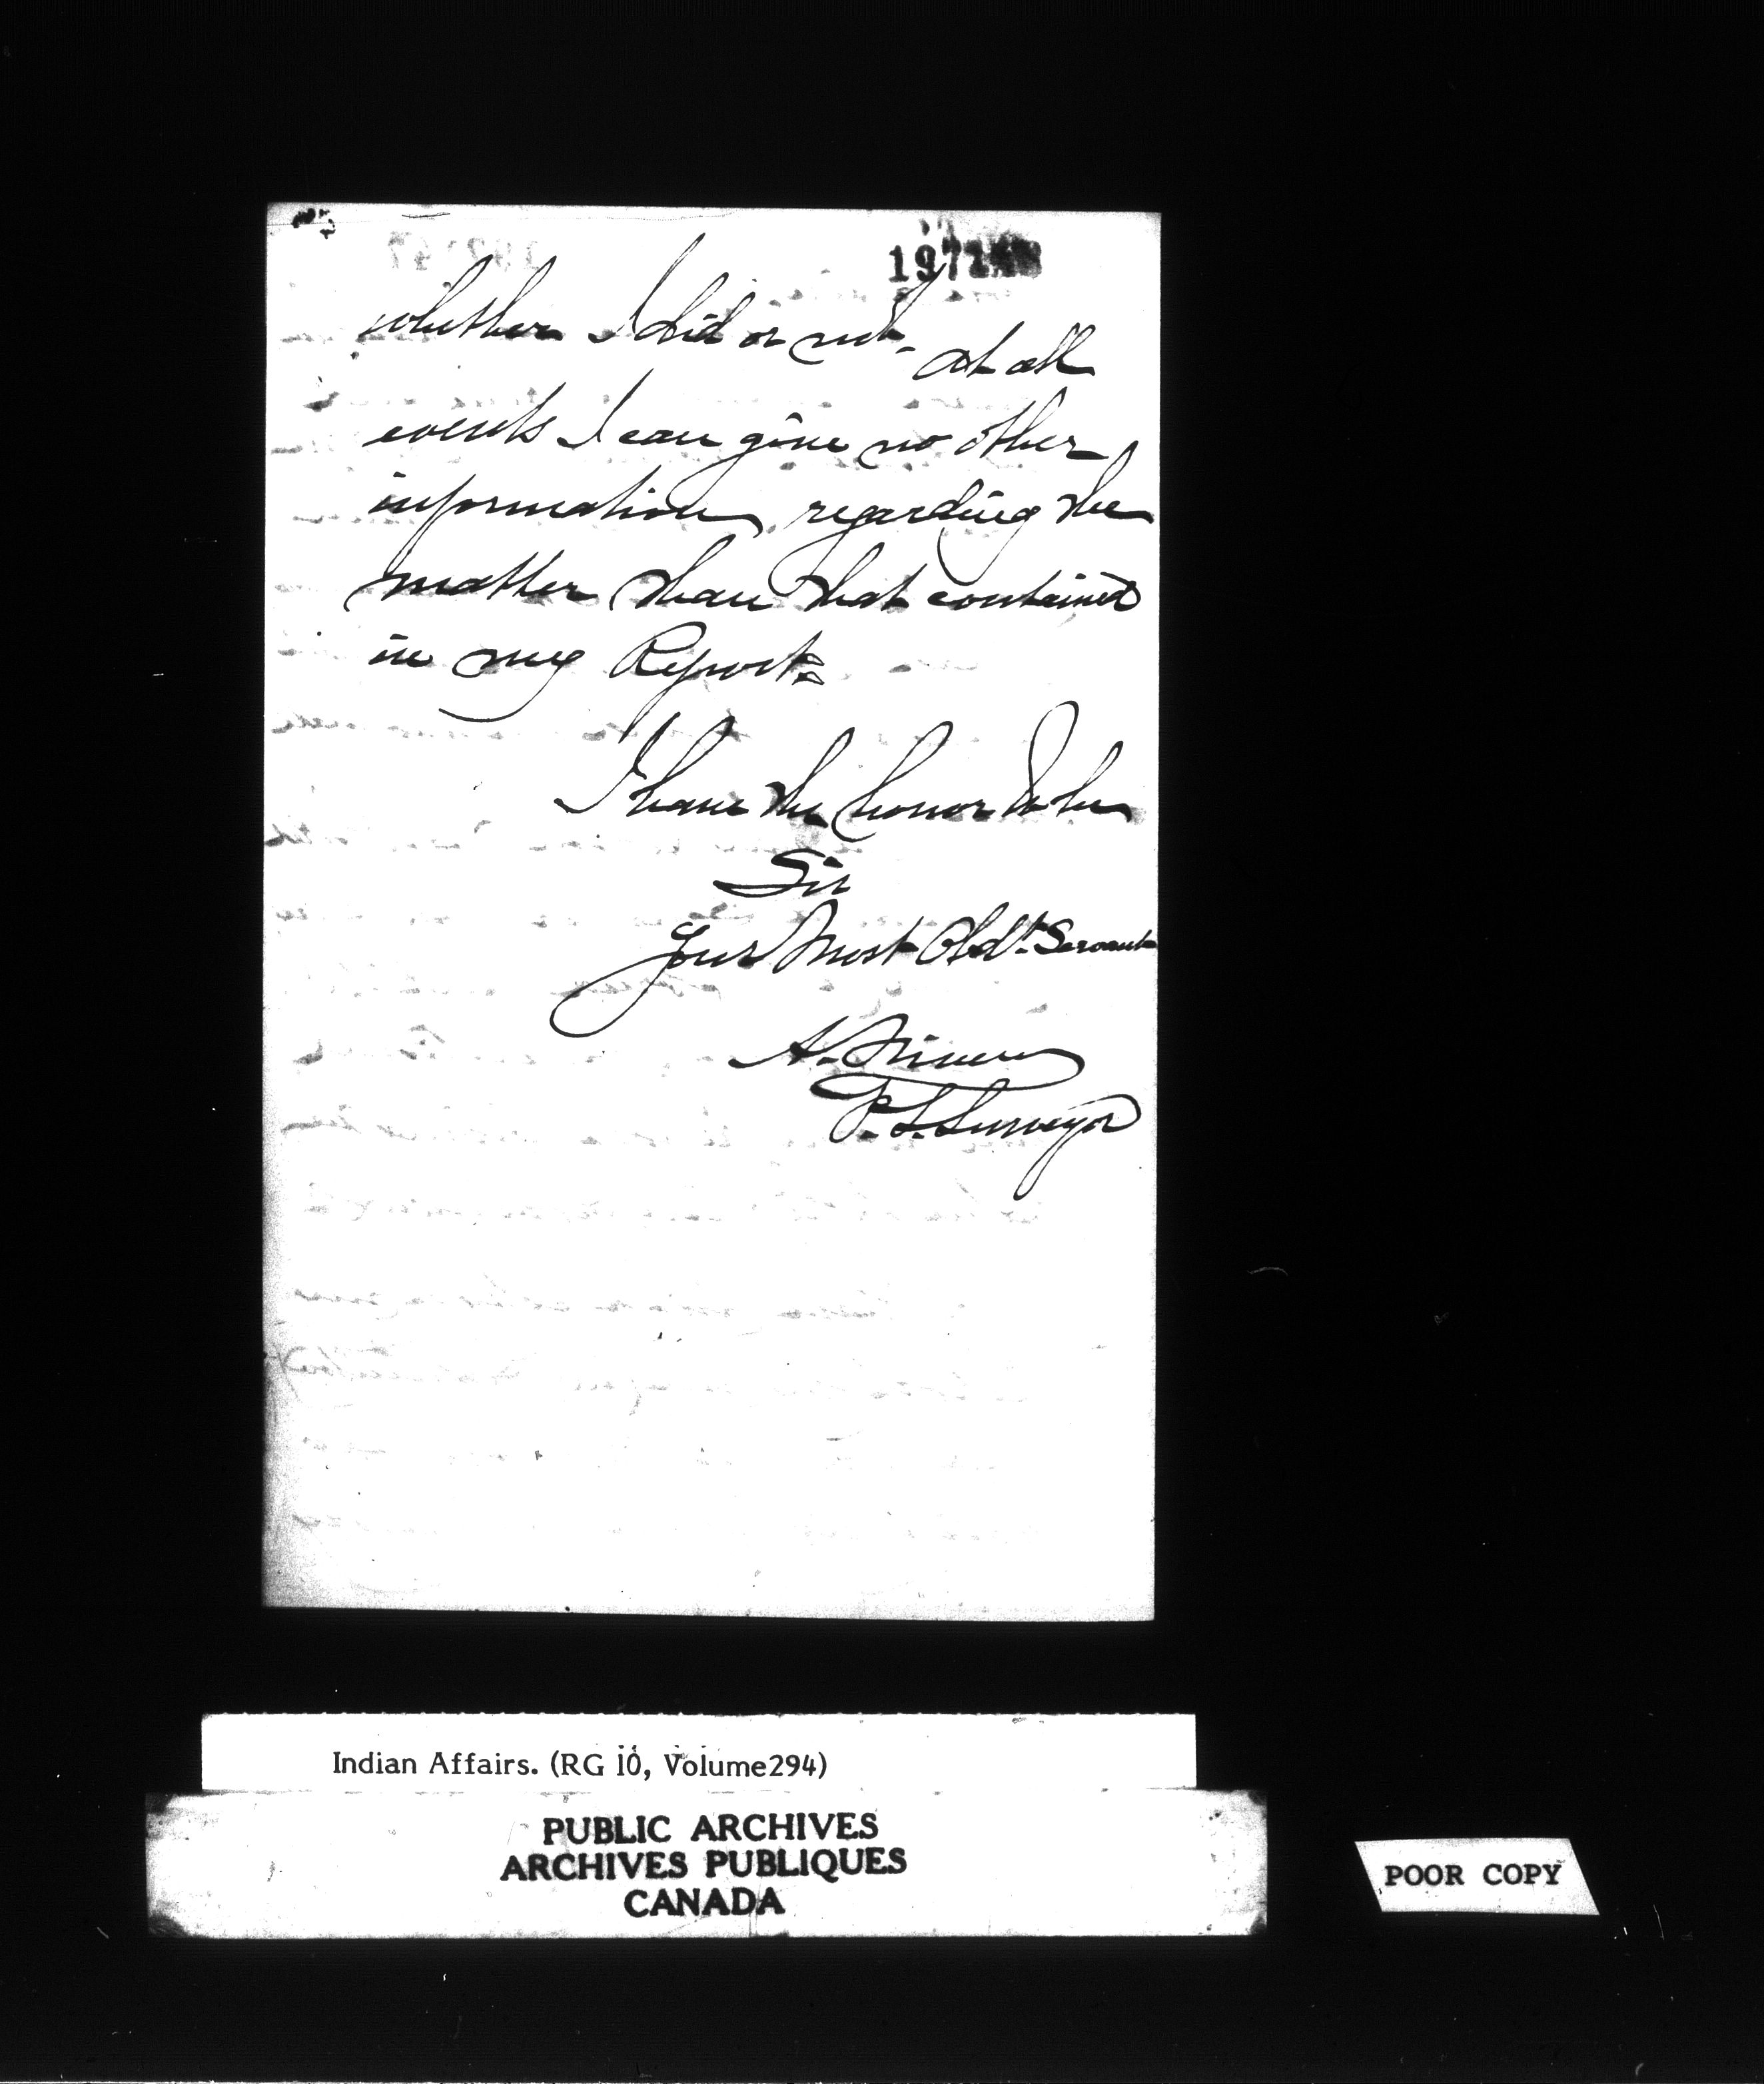 whether I did or not - at all
events I can give no other
information regarding the
matter than that contained
in my Report.
I have the honor to be
Sir
Your Most Obdt. Servant
A. Niven
P. L. Surveyor
Indian Affairs. (RG 10, Volume294)
PUBLIC ARCHIVES
ARCHIVES PUBLIQUES
CANADA
POOR COPY